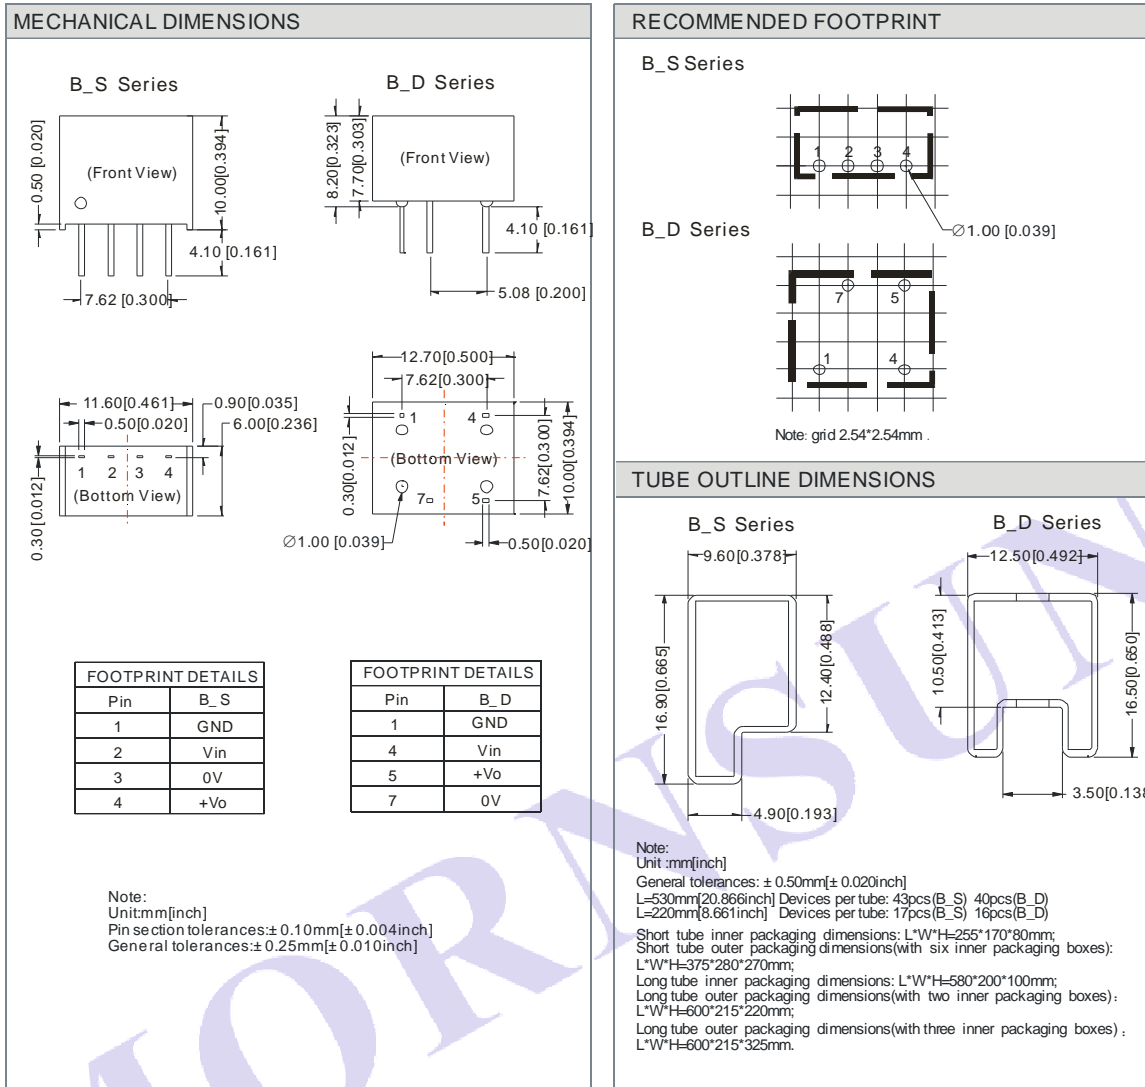 MECHANICAL DIMENSIONS
B_S Series
B_D Series
0.50 [0.020]
(Front View)
10.00[0.394]
8.20[0.323]
7.70[0.303]
(Front View)
4.10 [0.161]
4.10 [0.161]
7.62 [0.300]
5.08 [0.200]
12.70[0.500]
7.62[0.300]
11.60[0.461]
0.90[0.035]
0.50[0.020]
6.00[0.236]
1 2 3 4
(Bottom View)
0.30 [0.012]
1 4
(Bottom View)
7 5
0.30[0.012]
7.62[0.300]
10.00[0.394]
∅1.00 [0.039]
0.50[0.020]
FOOTPRINT DETAILS
Pin B_S
1 GND
2 Vin
3 0V
4 +Vo
FOOTPRINT DETAILS
Pin B_D
1 GND
4 Vin
5 +Vo
7 0V
Note:
Unit:mm[inch]
Pin section tolerances:± 0.10mm[± 0.004inch]
General tolerances:± 0.25mm[± 0.010inch]
RECOMMENDED FOOTPRINT
B_S Series
1 2 3 4
∅1.00 [0.039]
B_D Series
7 5
1 4
Note: grid 2.54*2.54mm .
TUBE OUTLINE DIMENSIONS
B_S Series
B_D Series
9.60[0.378]
12.50[0.492]
16.90[0.665]
12.40[0.488]
10.50[0.413]
16.50[0.650]
4.90[0.193]
3.50[0.138
Note:
Unit :mm[inch]
General tolerances: ± 0.50mm[± 0.020inch]
L=530mm[20.866inch] Devices per tube: 43pcs(B_S) 40pcs(B_D)
L=220mm[8.661inch] Devices per tube: 17pcs(B_S) 16pcs(B_D)
Short tube inner packaging dimensions: L*W*H=255*170*80mm;
Short tube outer packaging dimensions(with six inner packaging boxes):
L*W*H=375*280*270mm;
Long tube inner packaging dimensions: L*W*H=580*200*100mm;
Long tube outer packaging dimensions(with two inner packaging boxes)：
L*W*H=600*215*220mm;
Long tube outer packaging dimensions(with three inner packaging boxes)：
L*W*H=600*215*325mm.
MORNSUN